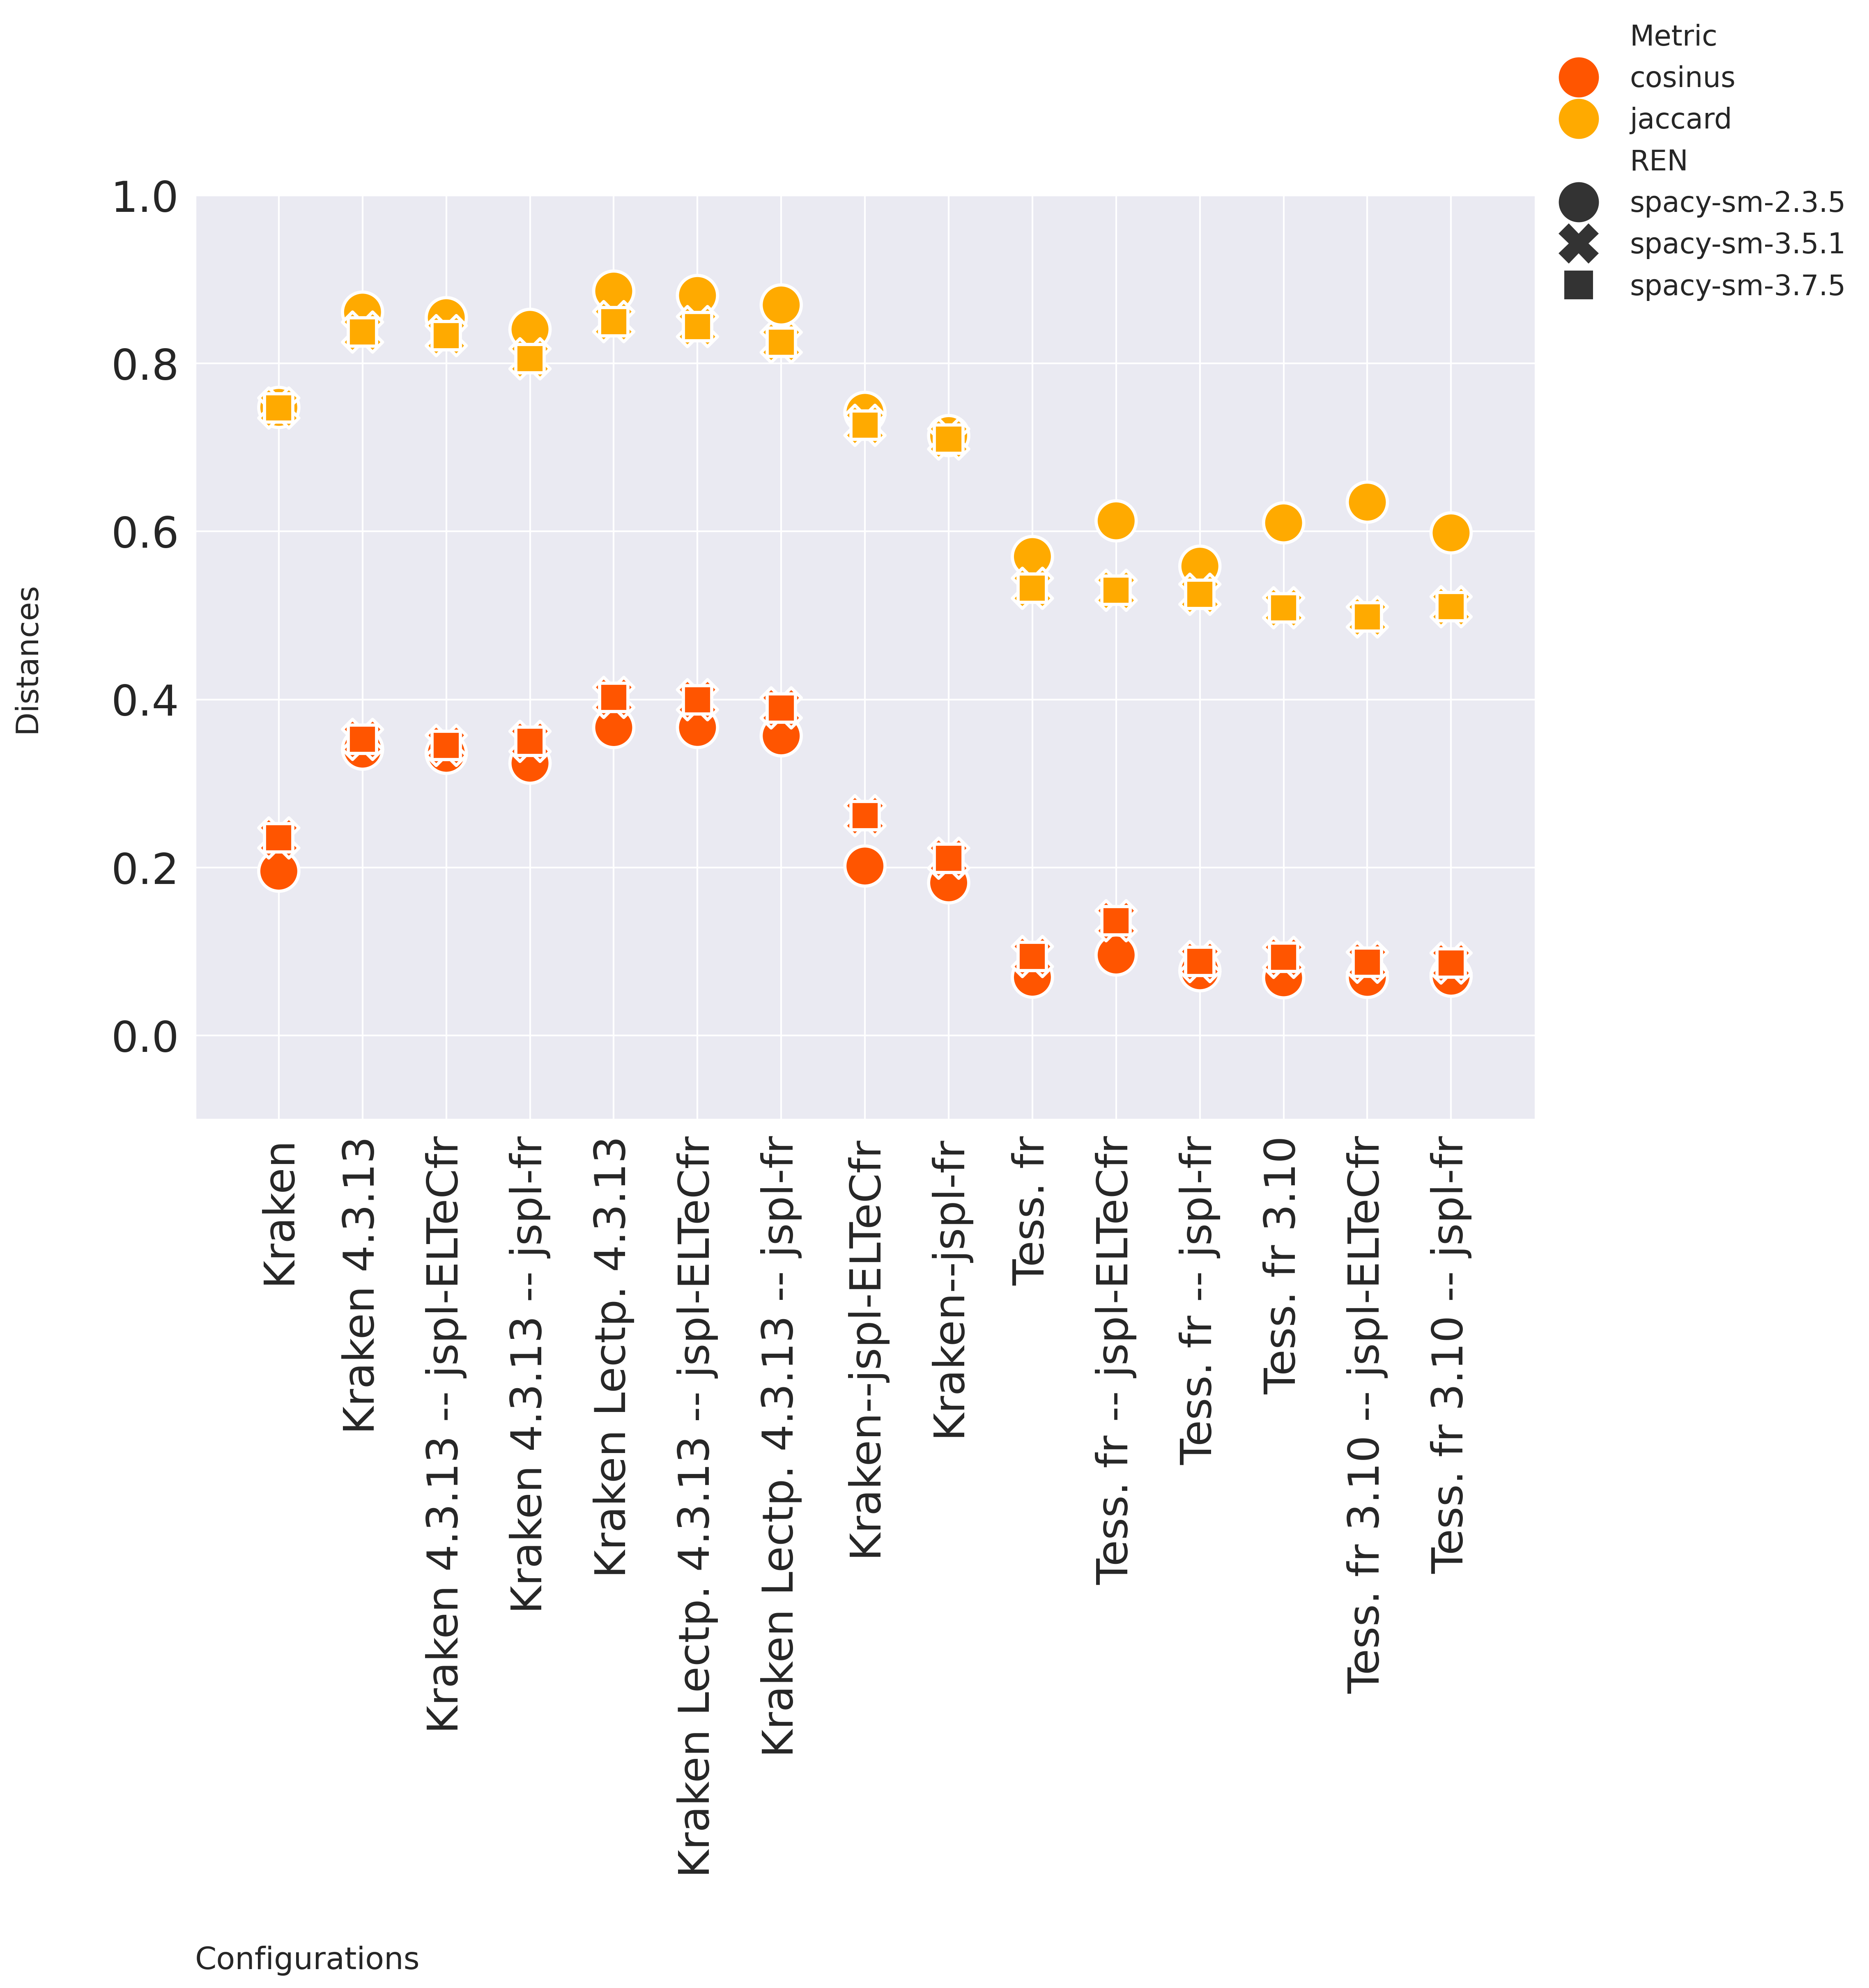 Metric
cosinus
jaccard
REN
spacy-sm-2.3.5
spacy-sm-3.5.1
spacy-sm-3.7.5
1.0
0.8
0.6
0.4
0.2
0.0
Distances
Kraken
Kraken 4.3.13
Kraken 4.3.13 -- jspl-ELTeCfr
Kraken 4.3.13 -- jspl-fr
Kraken Lectp. 4.3.13
Kraken Lectp. 4.3.13 -- jspl-ELTeCfr
Kraken Lectp. 4.3.13 -- jspl-fr
Kraken--jspl-ELTeCfr
Kraken--jspl-fr
Tess. fr
Tess. fr -- jspl-ELTeCfr
Tess. fr -- jspl-fr
Tess. fr 3.10
Tess. fr 3.10 -- jspl-ELTeCfr
Tess. fr 3.10 -- jspl-fr
Configurations